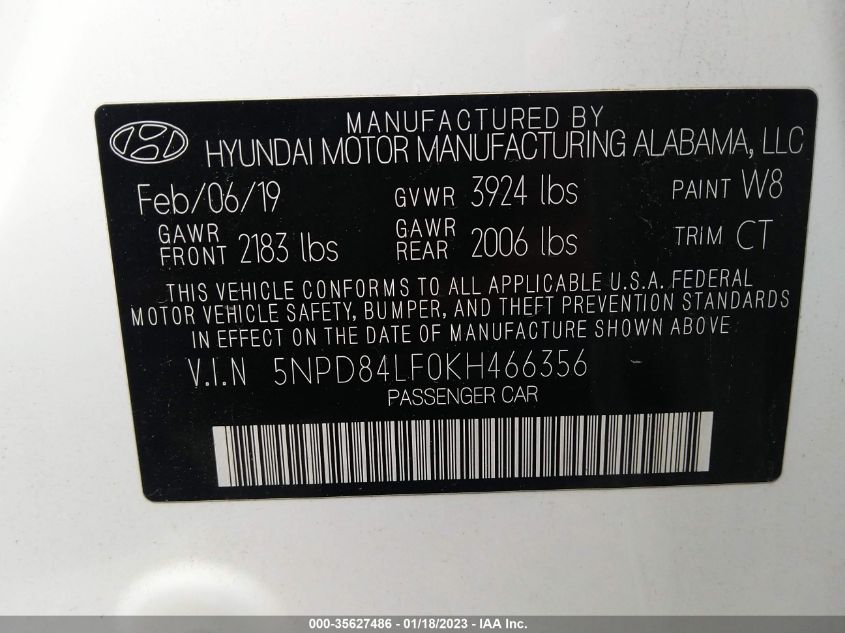 MANUFACTURED BY
HYUNDAI MOTOR MANUFACTURING ALABAMA, LLC
Feb/06/19 GVWR 3924 lbs PAINT W8
GAWR FRONT 2183 lbs GAWR REAR 2006 lbs TRIM CT
THIS VEHICLE CONFORMS TO ALL APPLICABLE U.S.A. FEDERAL
MOTOR VEHICLE SAFETY, BUMPER, AND THEFT PREVENTION STANDARDS
IN EFFECT ON THE DATE OF MANUFACTURE SHOWN ABOVE
V.I.N 5NPD84LF0KH466356
PASSENGER CAR
000-35627486 - 01/18/2023 - IAA Inc.